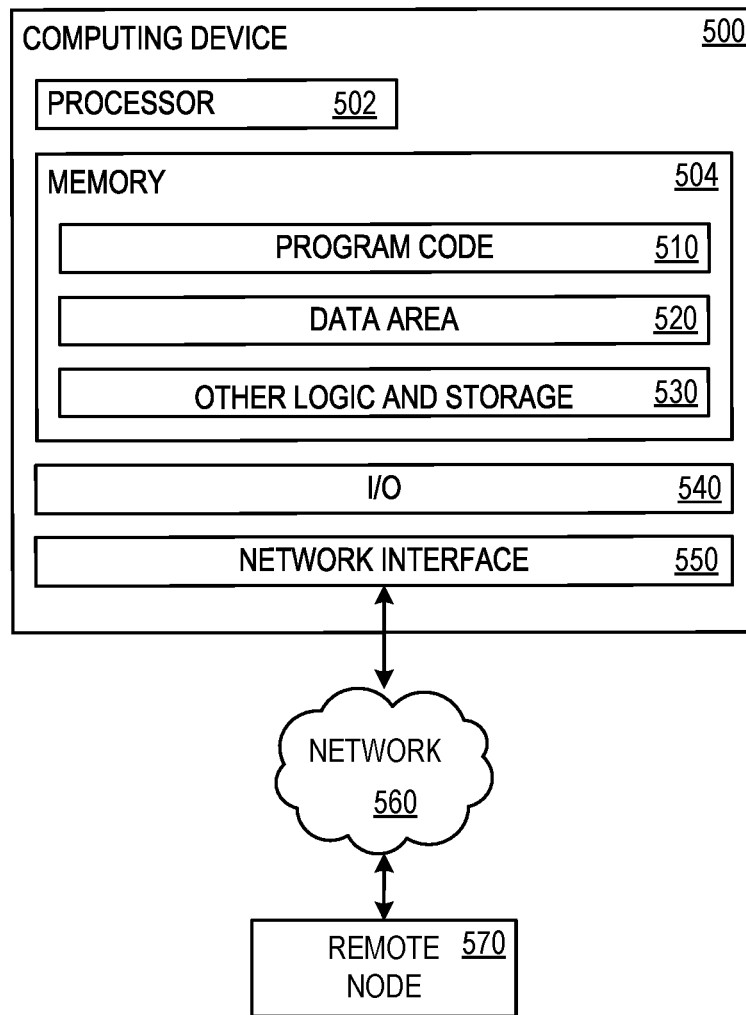 COMPUTING DEVICE 500
PROCESSOR 502
MEMORY 504
PROGRAM CODE 510
DATA AREA 520
OTHER LOGIC AND STORAGE 530
I/O 540
NETWORK INTERFACE 550
NETWORK
560
REMOTE 570
NODE